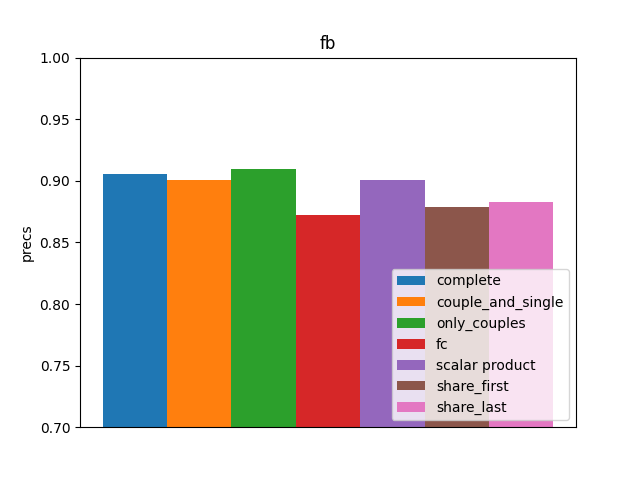 fb
1.00
0.95
0.90
0.85
0.80
0.75
0.70
precs
complete
couple_and_single
only_couples
fc
scalar product
share_first
share_last